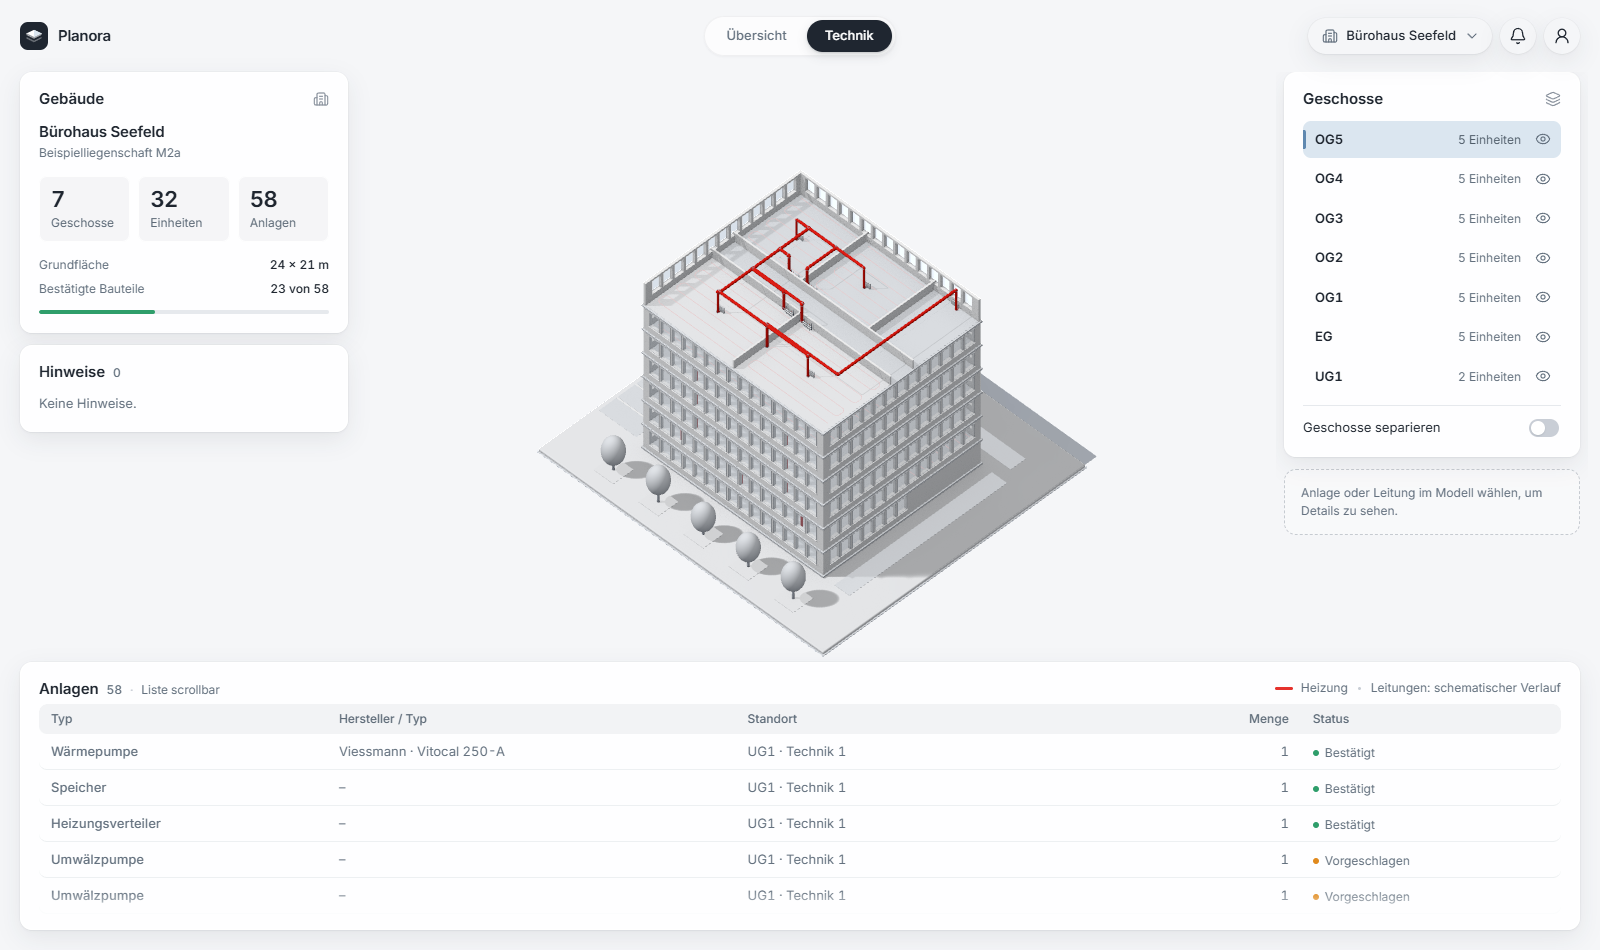 Planora
Übersicht Technik
Bürohaus Seefeld
Gebäude
Bürohaus Seefeld
Beispielliegenschaft M2a
7 32 58
Geschosse Einheiten Anlagen
Grundfläche 24 × 21 m
Bestätigte Bauteile 23 von 58
Hinweise 0
Keine Hinweise.
Geschosse
OG5 5 Einheiten
OG4 5 Einheiten
OG3 5 Einheiten
OG2 5 Einheiten
OG1 5 Einheiten
EG 5 Einheiten
UG1 2 Einheiten
Geschosse separieren
Anlage oder Leitung im Modell wählen, um
Details zu sehen.
Anlagen 58 · Liste scrollbar
Heizung • Leitungen: schematischer Verlauf
Typ Hersteller / Typ Standort Menge Status
Wärmepumpe Viessmann · Vitocal 250-A UG1 · Technik 1 1 Bestätigt
Speicher – UG1 · Technik 1 1 Bestätigt
Heizungsverteiler – UG1 · Technik 1 1 Bestätigt
Umwälzpumpe – UG1 · Technik 1 1 Vorgeschlagen
Umwälzpumpe – UG1 · Technik 1 1 Vorgeschlagen